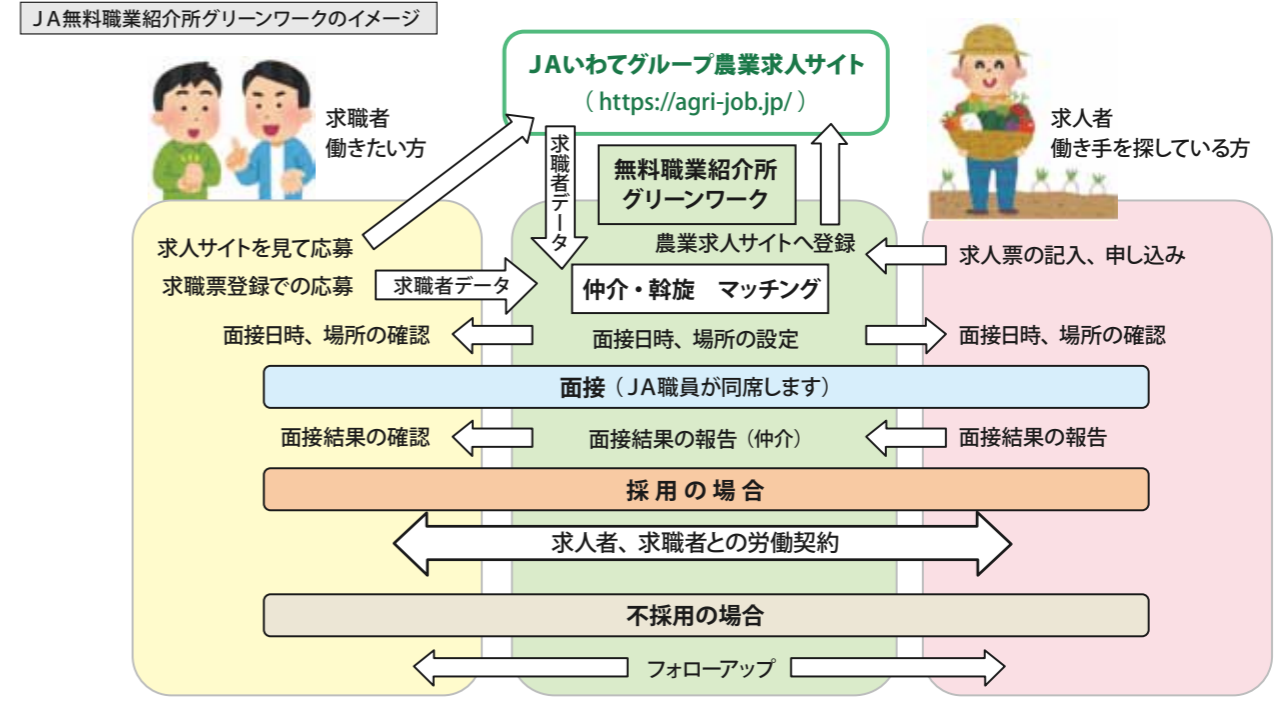 JA無料職業紹介所グリーンワークのイメージ
JAいわてグループ農業求人サイト
（https://agri-job.jp/）
求職者
働きたい方
求人者
働き手を探している方
求職者データ
無料職業紹介所
グリーンワーク
求人サイトを見て応募
農業求人サイトへ登録
求人票の記入、申し込み
求職票登録での応募
求職者データ
仲介・斡旋　マッチング
面接日時、場所の確認
面接日時、場所の設定
面接日時、場所の確認
面接（JA職員が同席します）
面接結果の確認
面接結果の報告（仲介）
面接結果の報告
採用の場合
求人者、求職者との労働契約
不採用の場合
フォローアップ